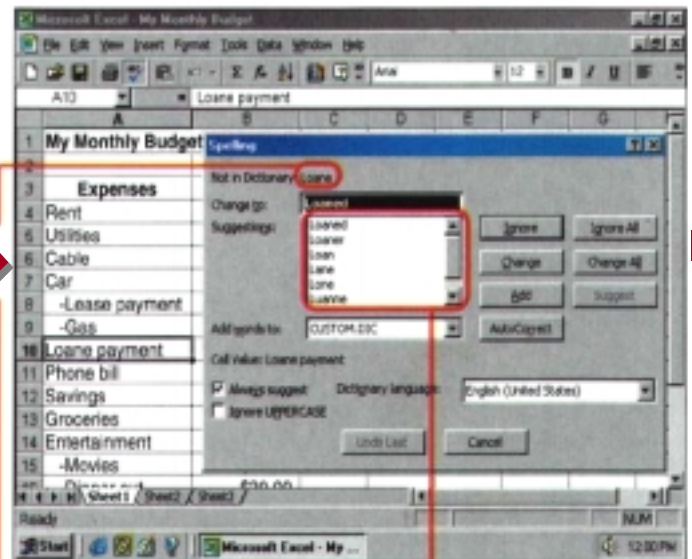 Microsoft Excel - My Monthly Budget
File Edit View Insert Format Tools Data Window Help
Arial 12 B I U
A10 = Loane payment
A B C D E F G
1 My Monthly Budget
2
3 Expenses
4 Rent
5 Utilities
6 Cable
7 Car
8 -Lease payment
9 -Gas
10 Loane payment
11 Phone bill
12 Savings
13 Groceries
14 Entertainment
15 -Movies
Spelling
Not in Dictionary: Loane
Change to: Loaned
Suggestions: Loaned
Loaner
Loan
Lane
Lone
Luanne
Ignore Ignore All
Change Change All
Add Suggest
Add words to: CUSTOM.DIC AutoCorrect
Cell Value: Loane payment
Always suggest Dictionary language: English (United States)
Ignore UPPERCASE
Undo Last Cancel
Sheet1 Sheet2 Sheet3
Ready NUM
Start Microsoft Excel - My ... 12:00 PM